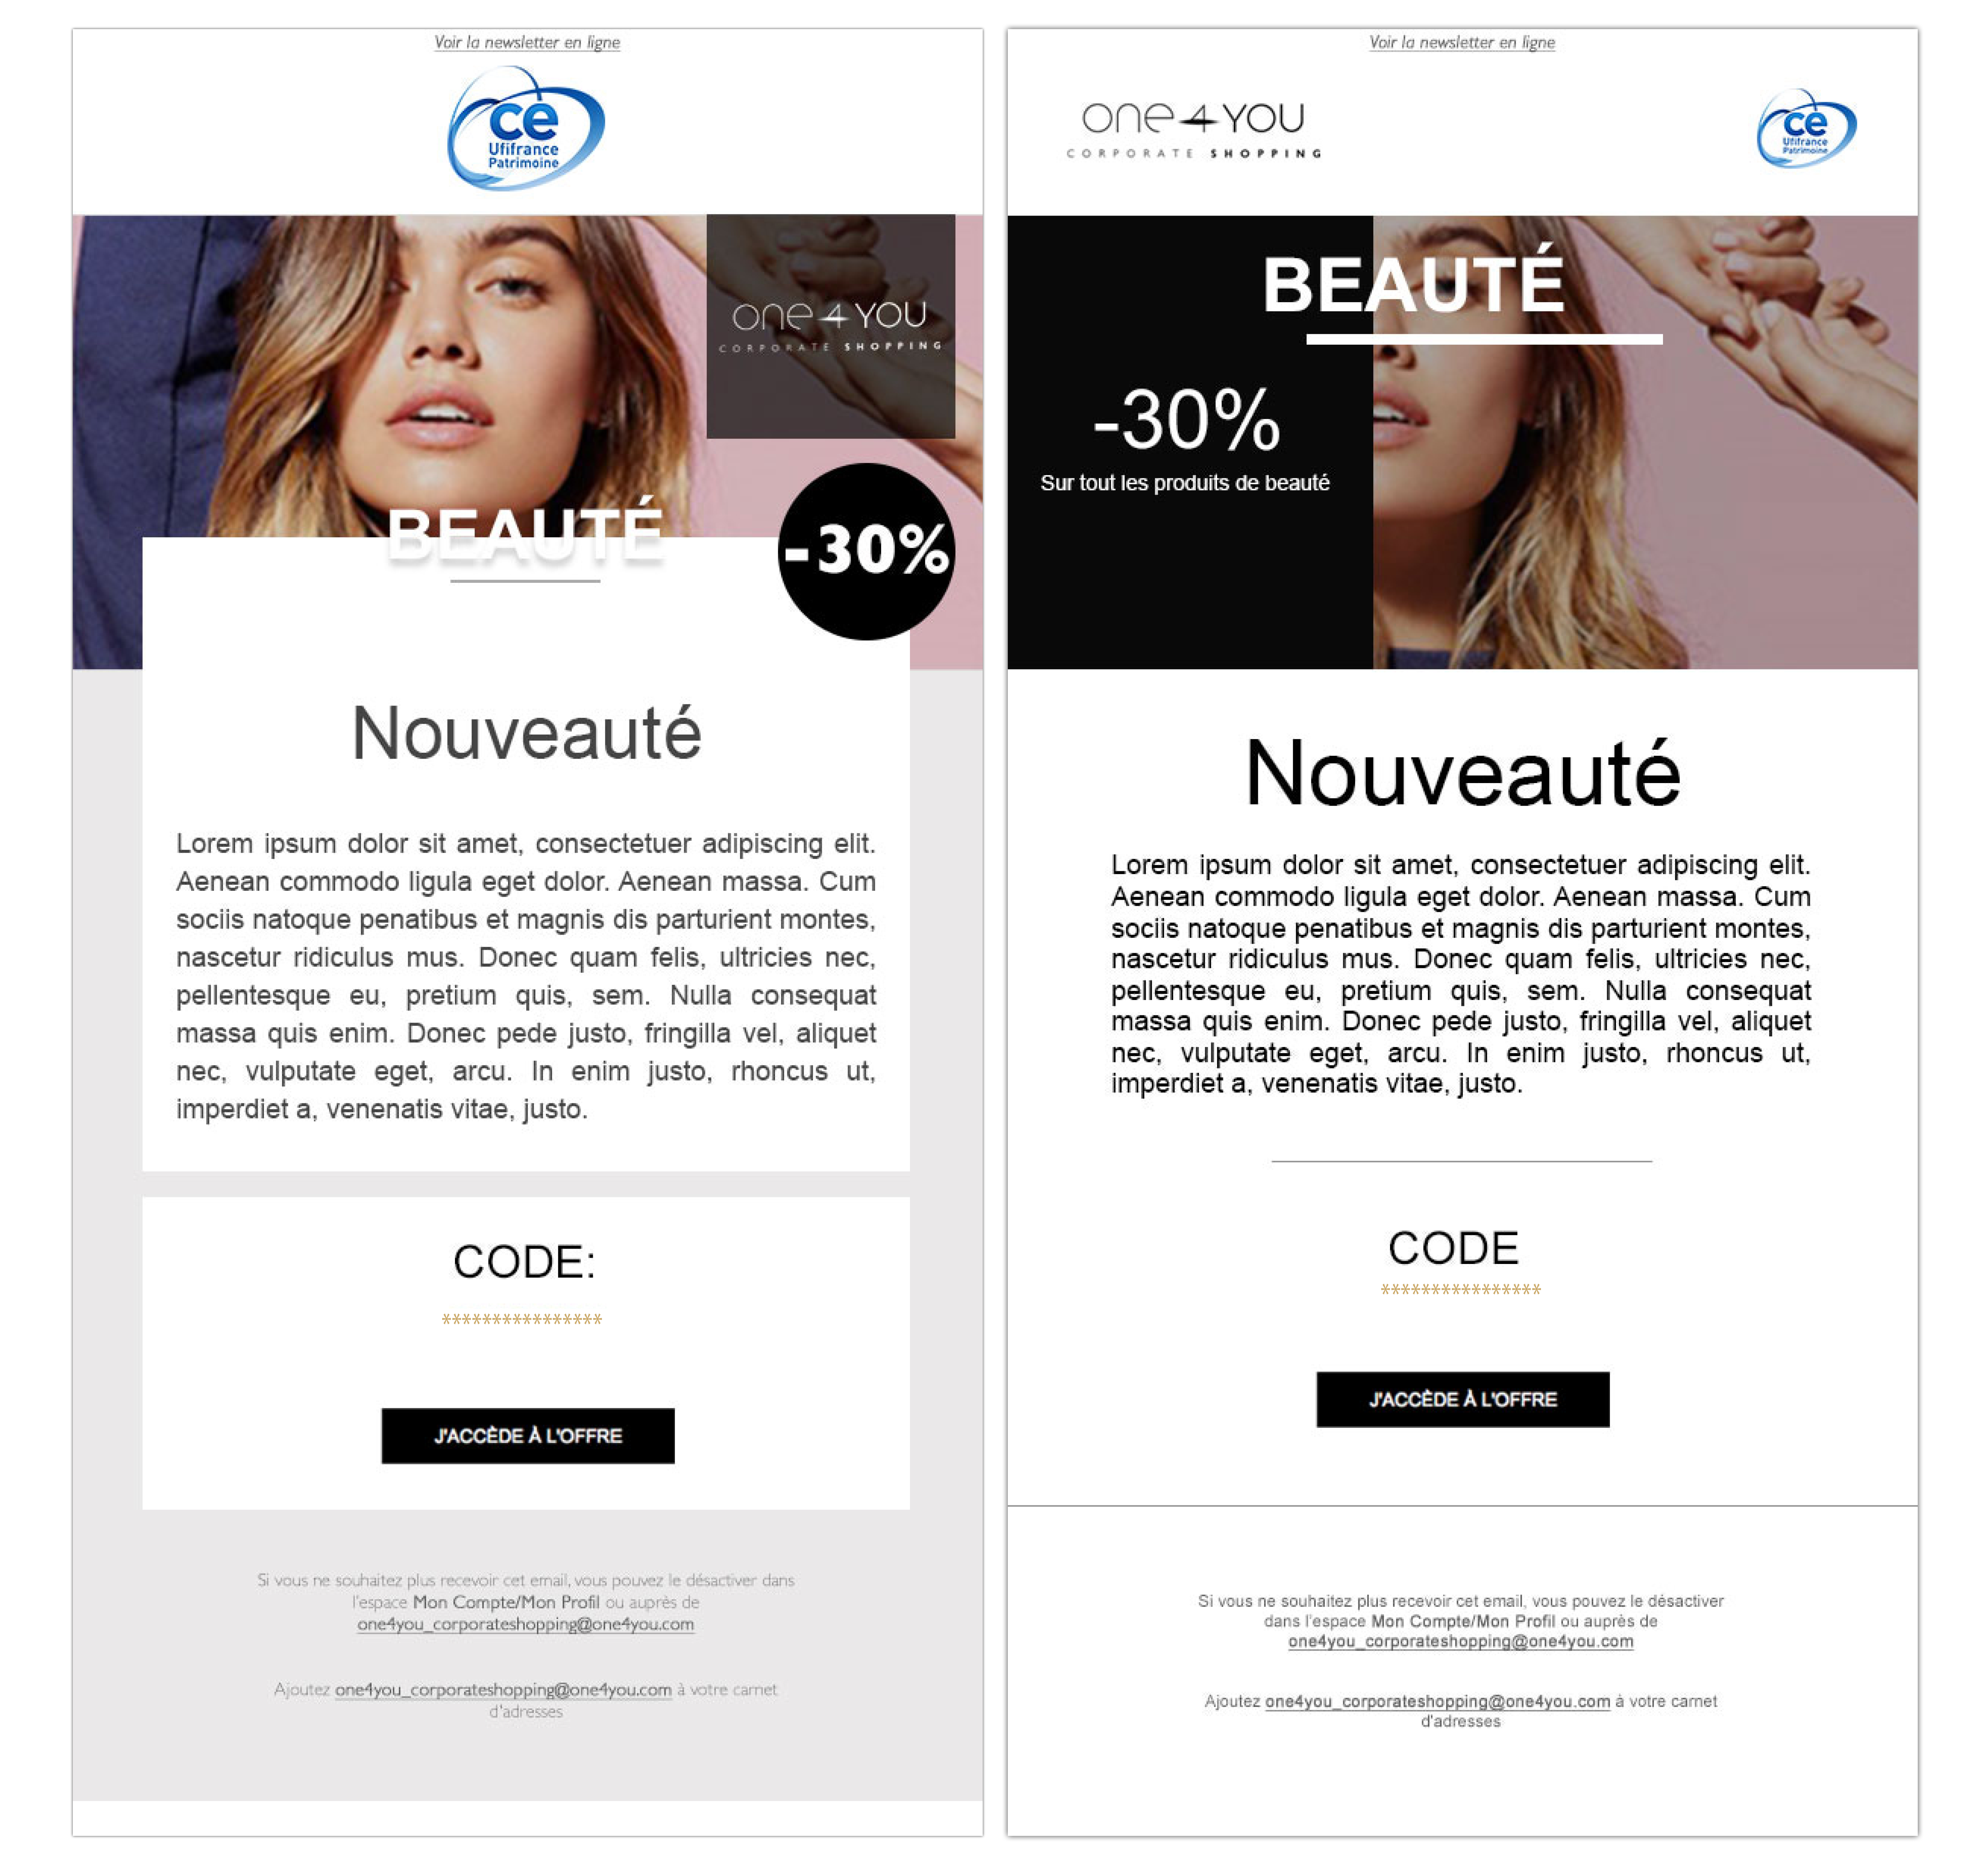 Voir la newsletter en ligne
ce
Ufifrance
Patrimoine
one4YOU
CORPORATE SHOPPING
BEAUTÉ
-30%
Nouveauté
Lorem ipsum dolor sit amet, consectetuer adipiscing elit.
Aenean commodo ligula eget dolor. Aenean massa. Cum
sociis natoque penatibus et magnis dis parturient montes,
nascetur ridiculus mus. Donec quam felis, ultricies nec,
pellentesque eu, pretium quis, sem. Nulla consequat
massa quis enim. Donec pede justo, fringilla vel, aliquet
nec, vulputate eget, arcu. In enim justo, rhoncus ut,
imperdiet a, venenatis vitae, justo.
CODE:
****************
J'ACCÈDE À L'OFFRE
Si vous ne souhaitez plus recevoir cet email, vous pouvez le désactiver dans
l'espace Mon Compte/Mon Profil ou auprès de
one4you_corporateshopping@one4you.com
Ajoutez one4you_corporateshopping@one4you.com à votre carnet
d'adresses
Voir la newsletter en ligne
one4YOU
CORPORATE SHOPPING
ce
Ufifrance
Patrimoine
BEAUTÉ
-30%
Sur tout les produits de beauté
Nouveauté
Lorem ipsum dolor sit amet, consectetuer adipiscing elit.
Aenean commodo ligula eget dolor. Aenean massa. Cum
sociis natoque penatibus et magnis dis parturient montes,
nascetur ridiculus mus. Donec quam felis, ultricies nec,
pellentesque eu, pretium quis, sem. Nulla consequat
massa quis enim. Donec pede justo, fringilla vel, aliquet
nec, vulputate eget, arcu. In enim justo, rhoncus ut,
imperdiet a, venenatis vitae, justo.
CODE
****************
J'ACCÈDE À L'OFFRE
Si vous ne souhaitez plus recevoir cet email, vous pouvez le désactiver
dans l'espace Mon Compte/Mon Profil ou auprès de
one4you_corporateshopping@one4you.com
Ajoutez one4you_corporateshopping@one4you.com à votre carnet
d'adresses